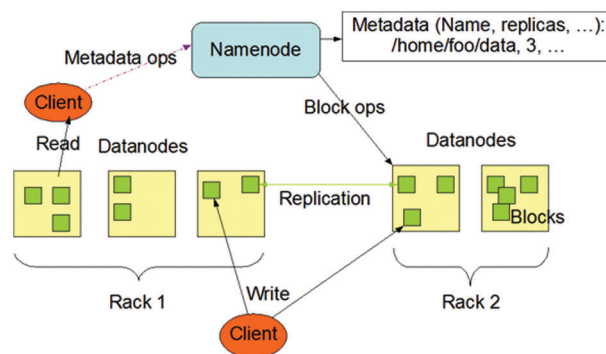 Metadata (Name, replicas, …):
/home/foo/data, 3, …
Namenode
Metadata ops
Client
Block ops
Read
Datanodes
Datanodes
Replication
Blocks
Rack 1
Write
Rack 2
Client